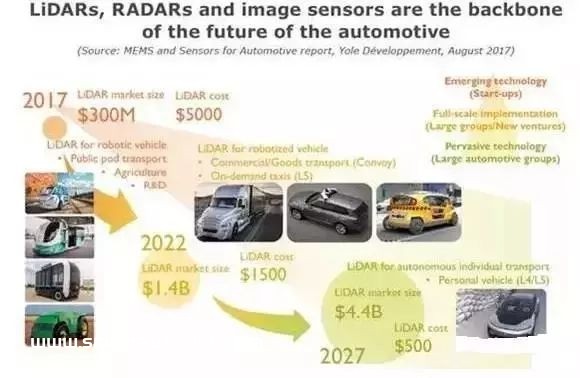 LiDARs, RADARs and image sensors are the backbone
of the future of the automotive
(Source: MEMS and Sensors for Automotive report, Yole Développement, August 2017)
Emerging technology
(Start-ups)
Full-scale implementation
(Large groups/New ventures)
Pervasive technology
(Large automotive groups)
2017
LiDAR market size
$300M
LiDAR cost
$5000
LiDAR for robotic vehicle
• Public pod transport
• Agriculture
• R&D
LiDAR for robotized vehicle
• Commercial/Goods transport (Convoy)
• On-demand taxis (L5)
2022
LiDAR market size
$1.4B
LiDAR cost
$1500
LiDAR for autonomous individual transport
• Personal vehicle (L4/L5)
LiDAR market size
$4.4B
LiDAR cost
$500
2027